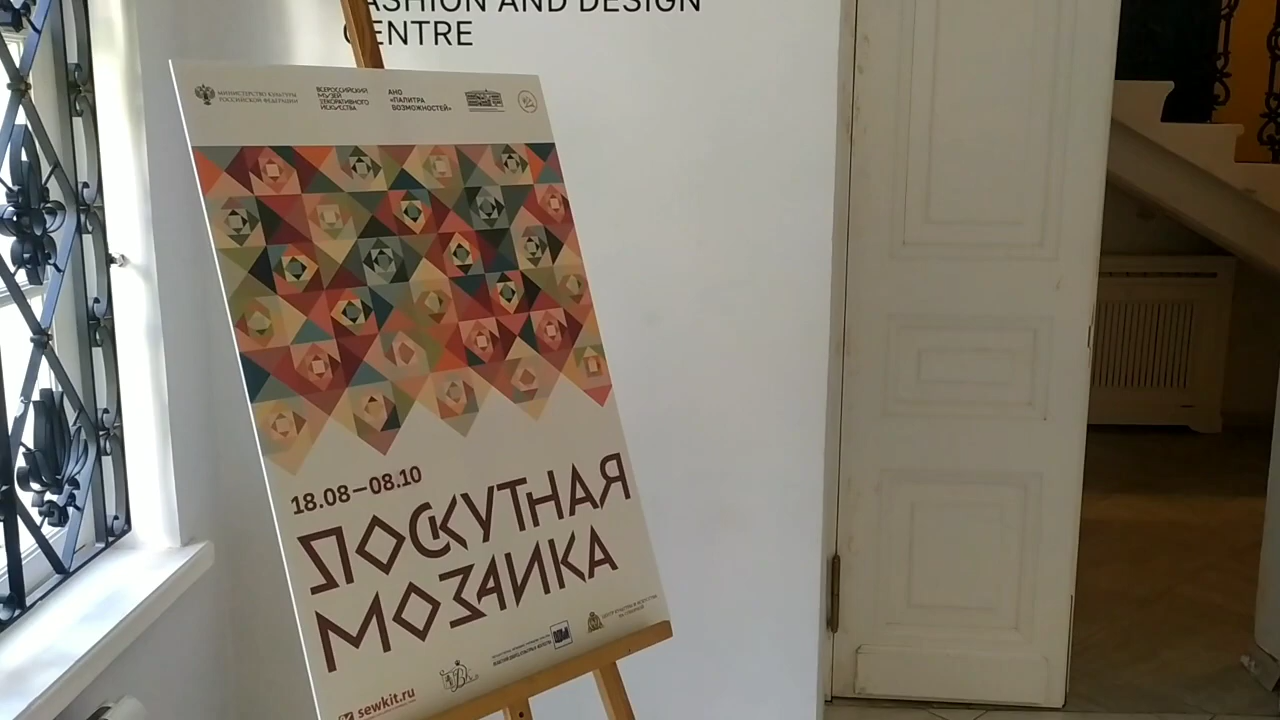 FASHION AND DESIGN
CENTRE
МИНИСТЕРСТВО КУЛЬТУРЫ
РОССИЙСКОЙ ФЕДЕРАЦИИ
ВСЕРОССИЙСКИЙ
МУЗЕЙ
ДЕКОРАТИВНОГО
ИСКУССТВА
АНО
«ПАЛИТРА
ВОЗМОЖНОСТЕЙ»
18.08–08.10
ЛОСКУТНАЯ
МОЗАИКА
sewkit.ru